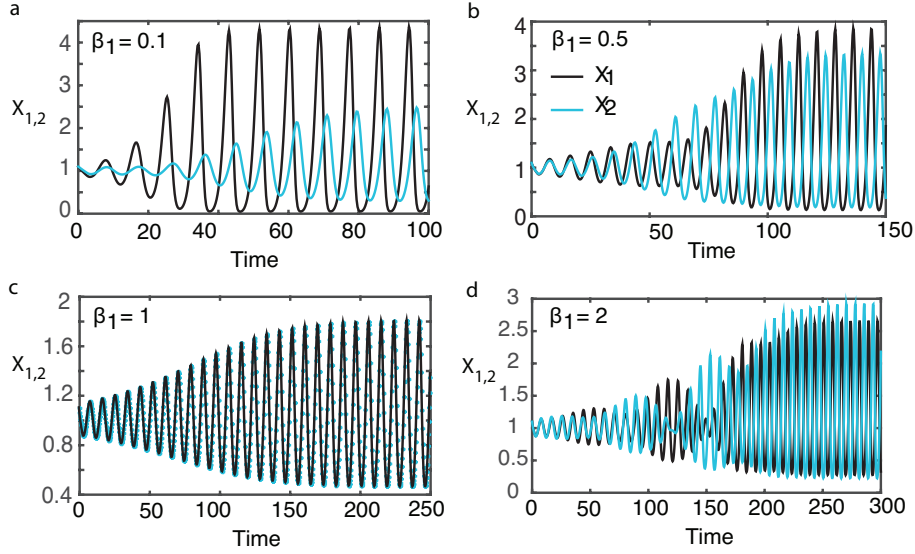 a
β1 = 0.1
X1,2
4
3
2
1
0
0 20 40 60 80 100
Time
b
β1 = 0.5
X1
X2
X1,2
4
3
2
1
0
0 50 100 150
Time
c
β1 = 1
X1,2
2
1.6
1.2
0.8
0.4
0 50 100 150 200 250
Time
d
β1 = 2
X1,2
3
2.5
2
1.5
1
0.5
0
0 50 100 150 200 250 300
Time